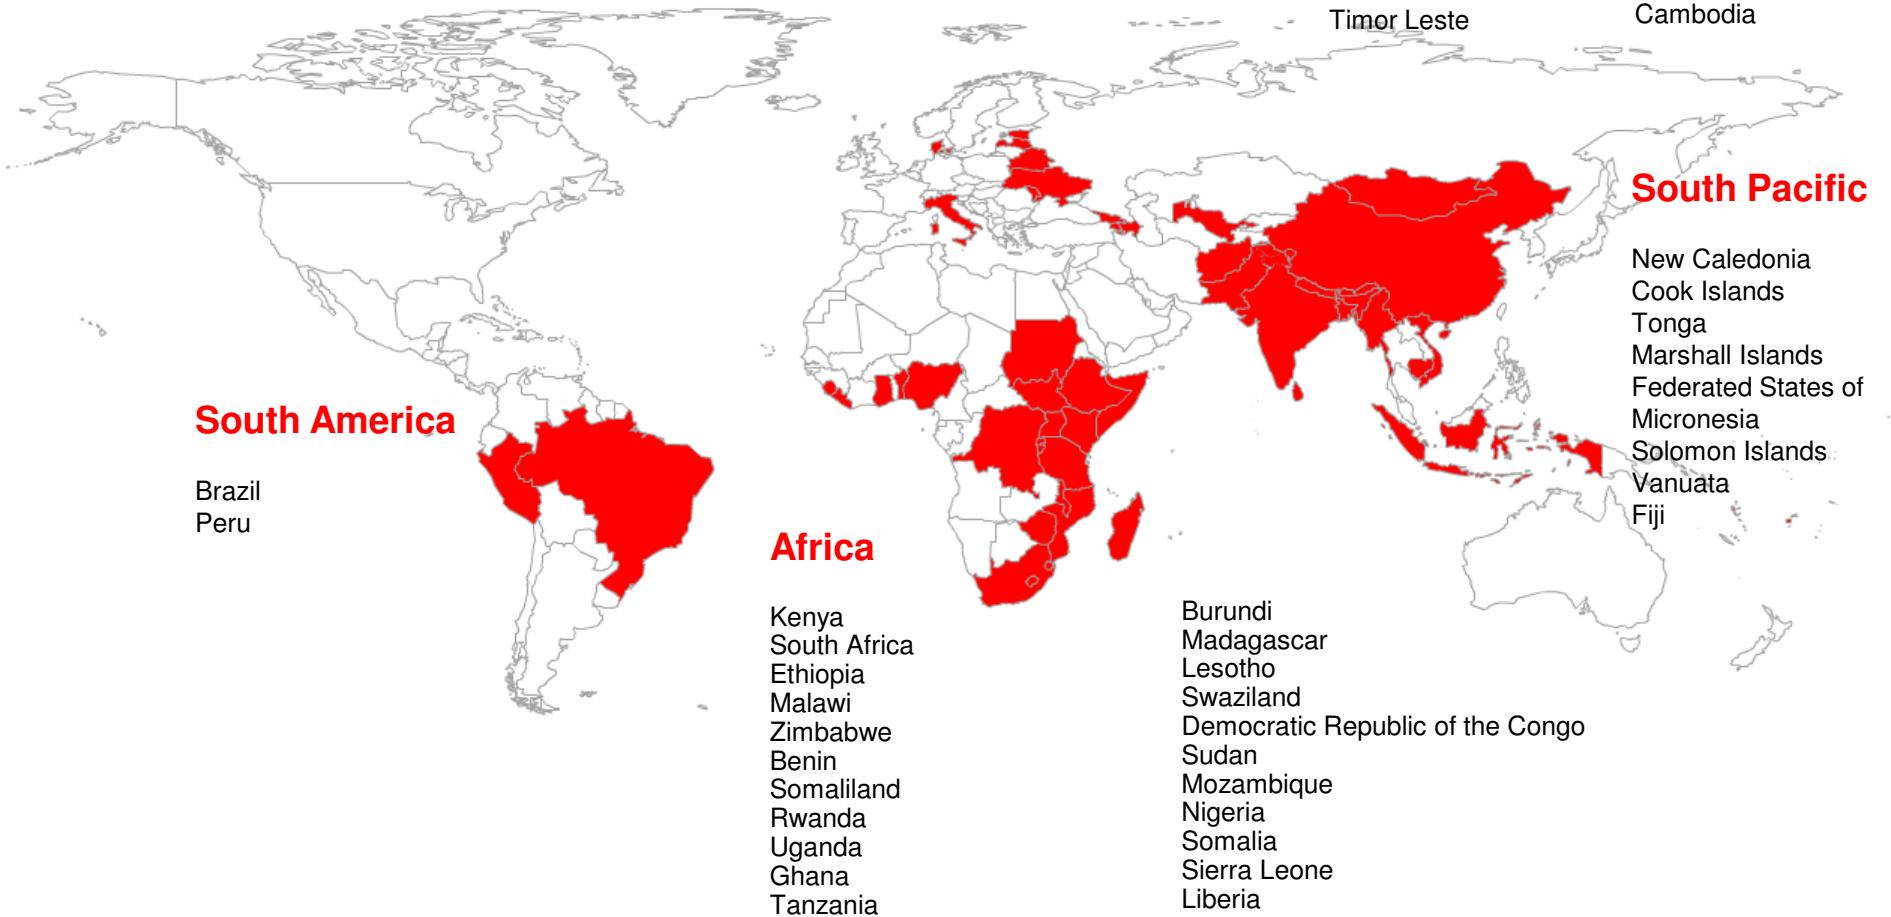 Timor Leste
Cambodia
South Pacific
New Caledonia
Cook Islands
Tonga
Marshall Islands
Federated States of
Micronesia
Solomon Islands
Vanuata
Fiji
South America
Brazil
Peru
Africa
Kenya
South Africa
Ethiopia
Malawi
Zimbabwe
Benin
Somaliland
Rwanda
Uganda
Ghana
Tanzania
Burundi
Madagascar
Lesotho
Swaziland
Democratic Republic of the Congo
Sudan
Mozambique
Nigeria
Somalia
Sierra Leone
Liberia